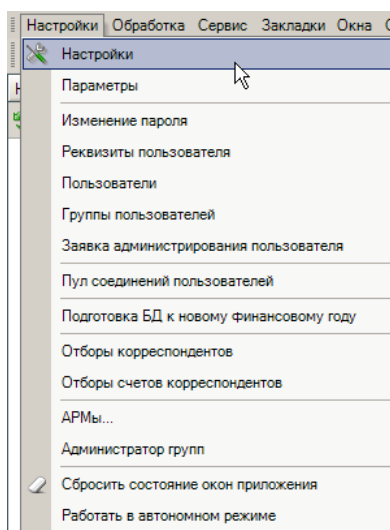 Настройки Обработка Сервис Закладки Окна
Настройки
Параметры
Изменение пароля
Реквизиты пользователя
Пользователи
Группы пользователей
Заявка администрирования пользователя
Пул соединений пользователей
Подготовка БД к новому финансовому году
Отборы корреспондентов
Отборы счетов корреспондентов
АРМы...
Администратор групп
Сбросить состояние окон приложения
Работать в автономном режиме